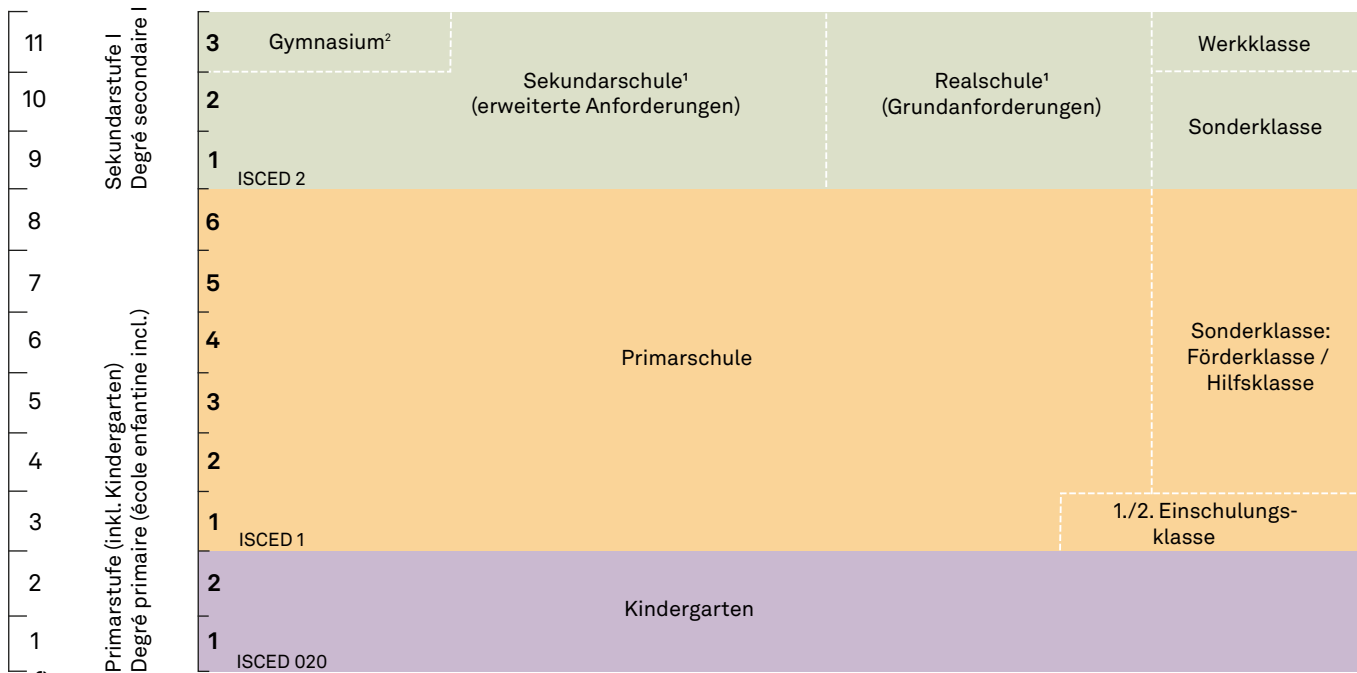 11
10
9
8
7
6
5
4
3
2
1
Sekundarstufe I
Degré secondaire I
Primarstufe (inkl. Kindergarten)
Degré primaire (école enfantine incl.)
3
2
1
6
5
4
3
2
1
2
1
Gymnasium²
Sekundarschule¹
(erweiterte Anforderungen)
Realschule¹
(Grundanforderungen)
Werkklasse
Sonderklasse
ISCED 2
Primarschule
Sonderklasse:
Förderklasse /
Hilfsklasse
1./2. Einschulungs-
klasse
ISCED 1
Kindergarten
ISCED 020